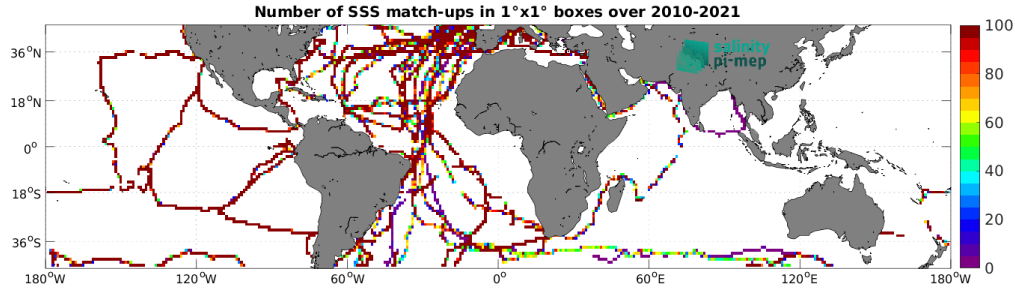 Number of SSS match-ups in 1°x1° boxes over 2010-2021
salinity
pi-mep
36°N
18°N
0°
18°S
36°S
180°W
120°W
60°W
0°
60°E
120°E
180°W
100
80
60
40
20
0